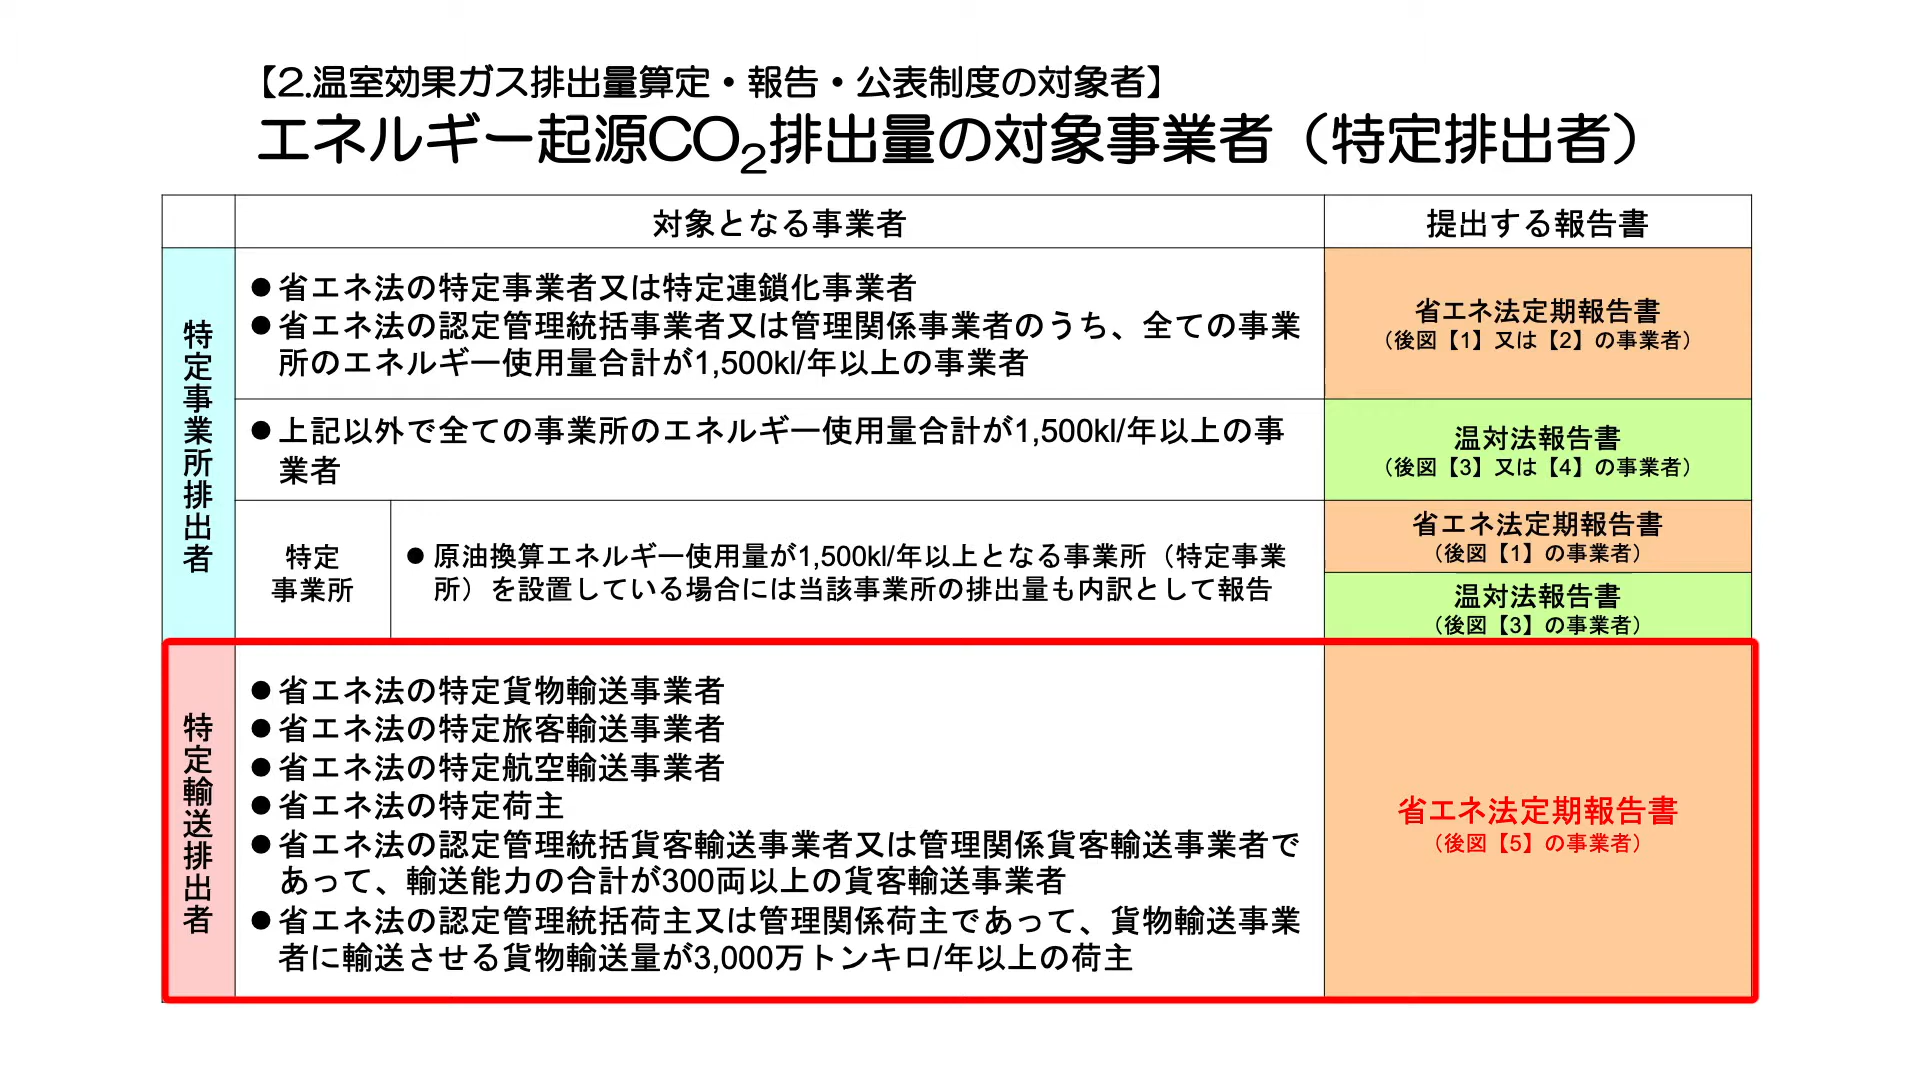 【2.温室効果ガス排出量算定・報告・公表制度の対象者】
エネルギー起源CO2排出量の対象事業者（特定排出者）
対象となる事業者
提出する報告書
特定事業所排出者
●省エネ法の特定事業者又は特定連鎖化事業者
●省エネ法の認定管理統括事業者又は管理関係事業者のうち、全ての事業
所のエネルギー使用量合計が1,500kl/年以上の事業者
省エネ法定期報告書
（後図【1】又は【2】の事業者）
●上記以外で全ての事業所のエネルギー使用量合計が1,500kl/年以上の事
業者
温対法報告書
（後図【3】又は【4】の事業者）
特定
事業所
●原油換算エネルギー使用量が1,500kl/年以上となる事業所（特定事業
所）を設置している場合には当該事業所の排出量も内訳として報告
省エネ法定期報告書
（後図【1】の事業者）
温対法報告書
（後図【3】の事業者）
特定輸送排出者
●省エネ法の特定貨物輸送事業者
●省エネ法の特定旅客輸送事業者
●省エネ法の特定航空輸送事業者
●省エネ法の特定荷主
●省エネ法の認定管理統括貨客輸送事業者又は管理関係貨客輸送事業者で
あって、輸送能力の合計が300両以上の貨客輸送事業者
●省エネ法の認定管理統括荷主又は管理関係荷主であって、貨物輸送事業
者に輸送させる貨物輸送量が3,000万トンキロ/年以上の荷主
省エネ法定期報告書
（後図【5】の事業者）